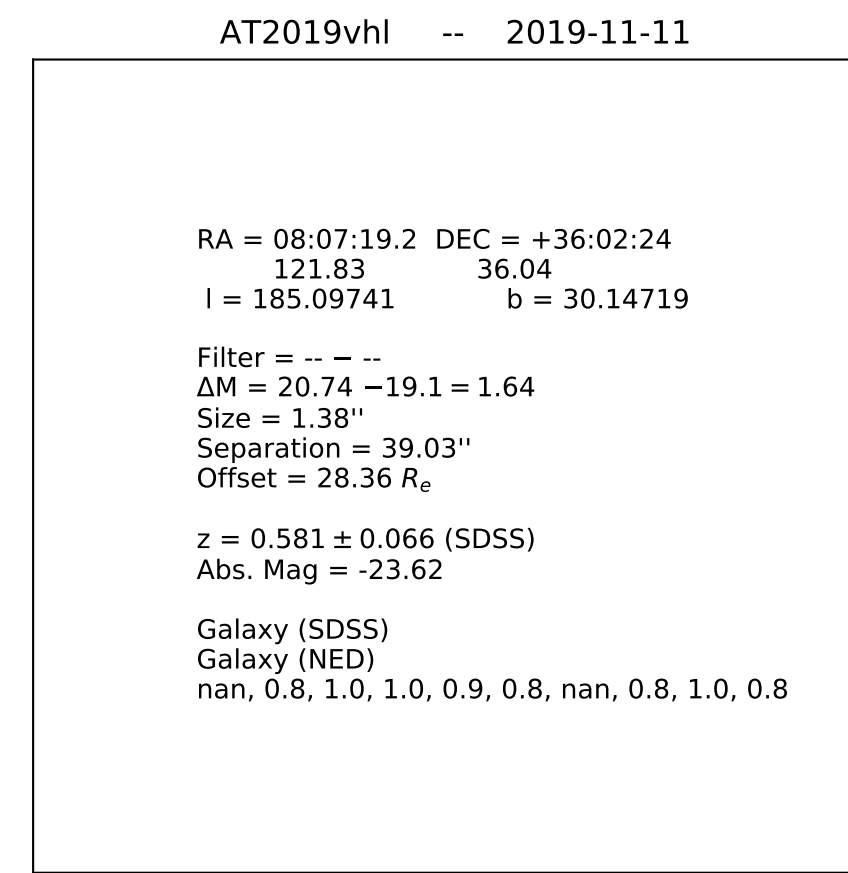 AT2019vhl -- 2019-11-11
RA = 08:07:19.2 DEC = +36:02:24
121.83 36.04
l = 185.09741 b = 30.14719
Filter = -- − --
ΔM = 20.74 −19.1 = 1.64
Size = 1.38''
Separation = 39.03''
Offset = 28.36 Rₑ
z = 0.581 ± 0.066 (SDSS)
Abs. Mag = -23.62
Galaxy (SDSS)
Galaxy (NED)
nan, 0.8, 1.0, 1.0, 0.9, 0.8, nan, 0.8, 1.0, 0.8